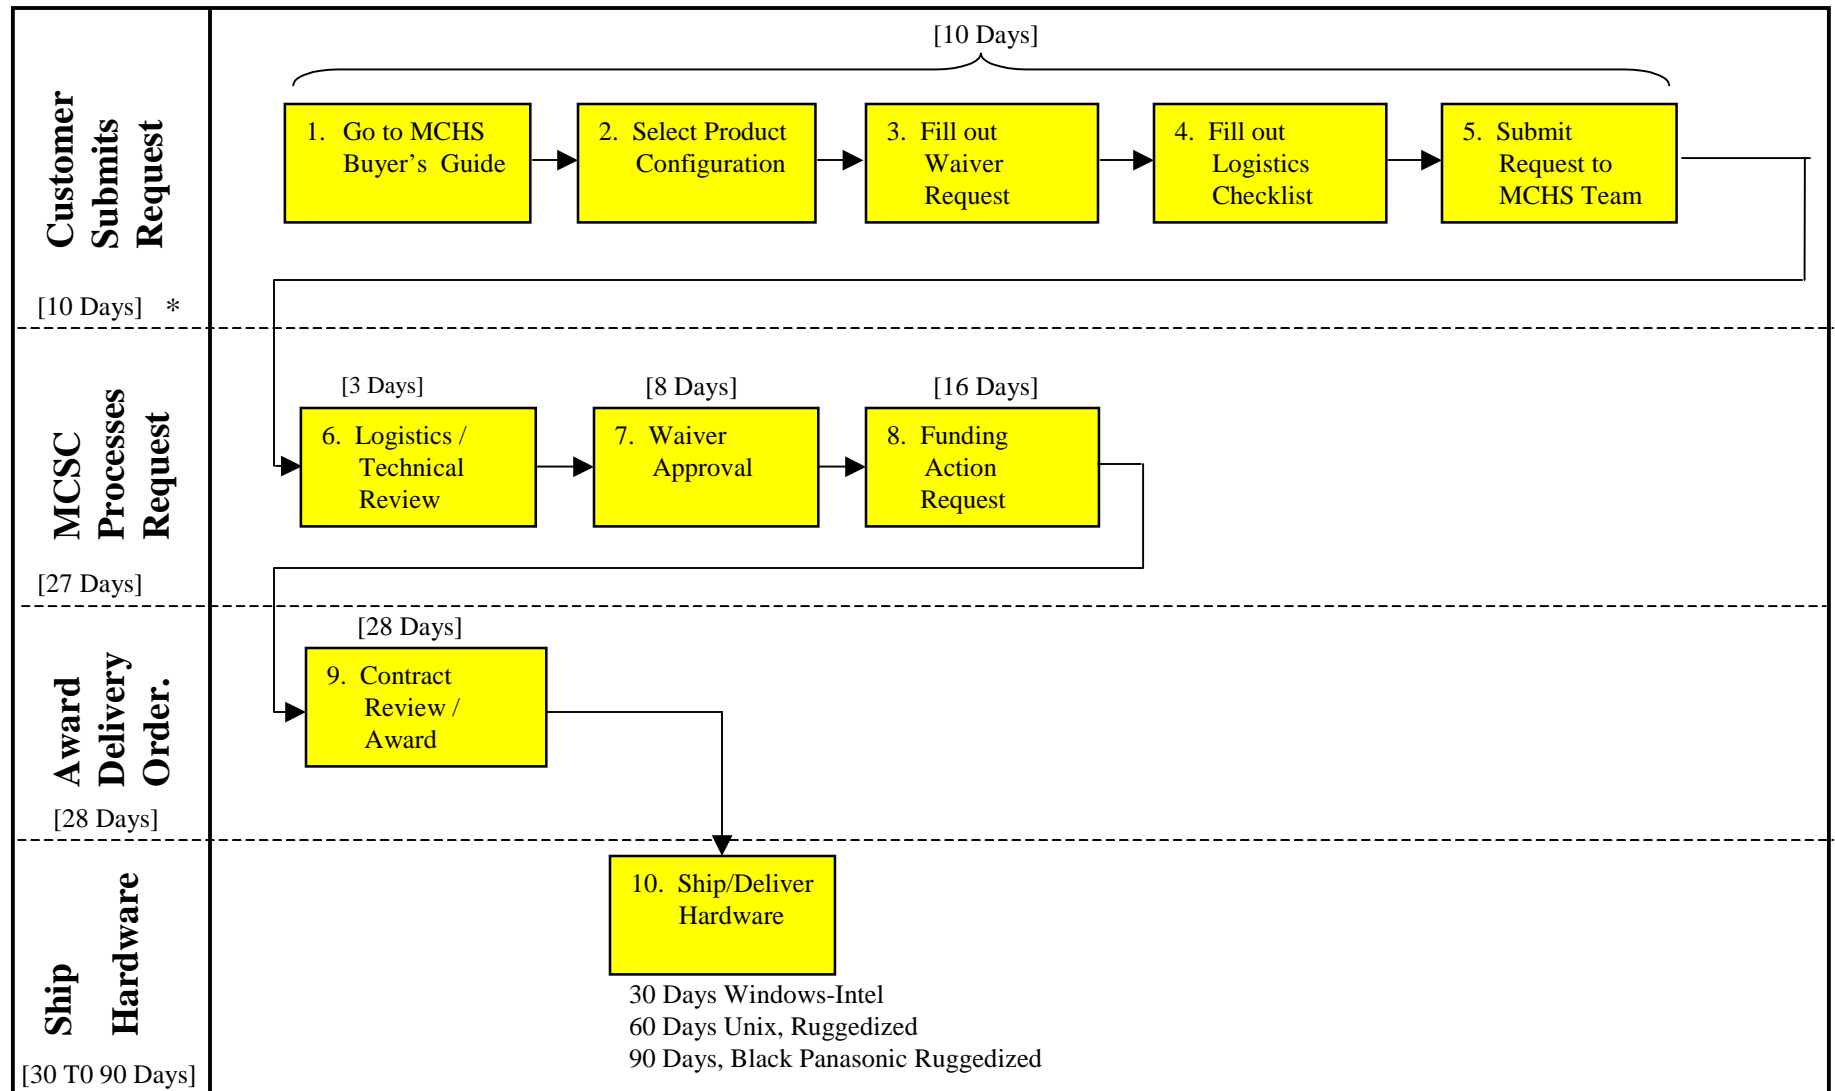 [10 Days]
Customer
Submits
Request
1. Go to MCHS
Buyer’s Guide
2. Select Product
Configuration
3. Fill out
Waiver
Request
4. Fill out
Logistics
Checklist
5. Submit
Request to
MCHS Team
[10 Days] *
MCSC
Processes
Request
[3 Days]
[8 Days]
[16 Days]
6. Logistics /
Technical
Review
7. Waiver
Approval
8. Funding
Action
Request
[27 Days]
Award
Delivery
Order.
[28 Days]
9. Contract
Review /
Award
[28 Days]
Ship
Hardware
10. Ship/Deliver
Hardware
30 Days Windows-Intel
60 Days Unix, Ruggedized
90 Days, Black Panasonic Ruggedized
[30 T0 90 Days]